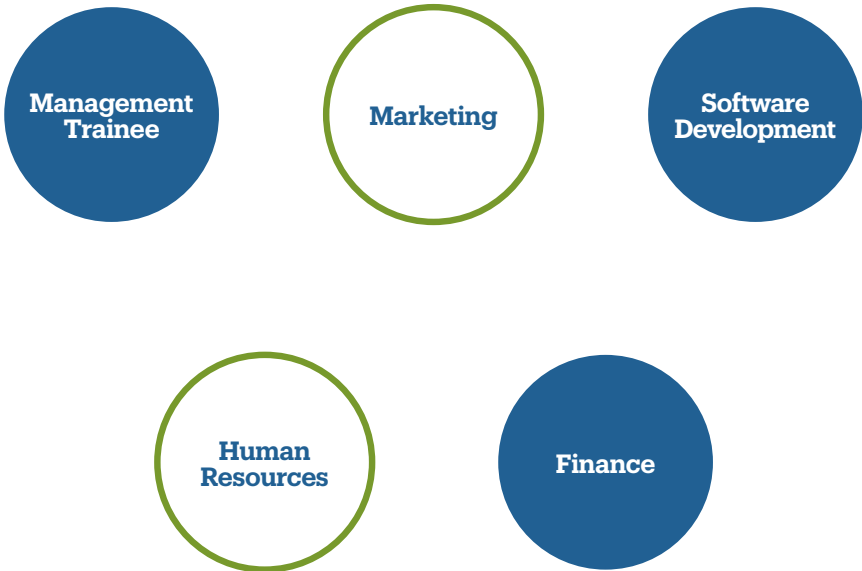 Management
Trainee
Marketing
Software
Development
Human
Resources
Finance